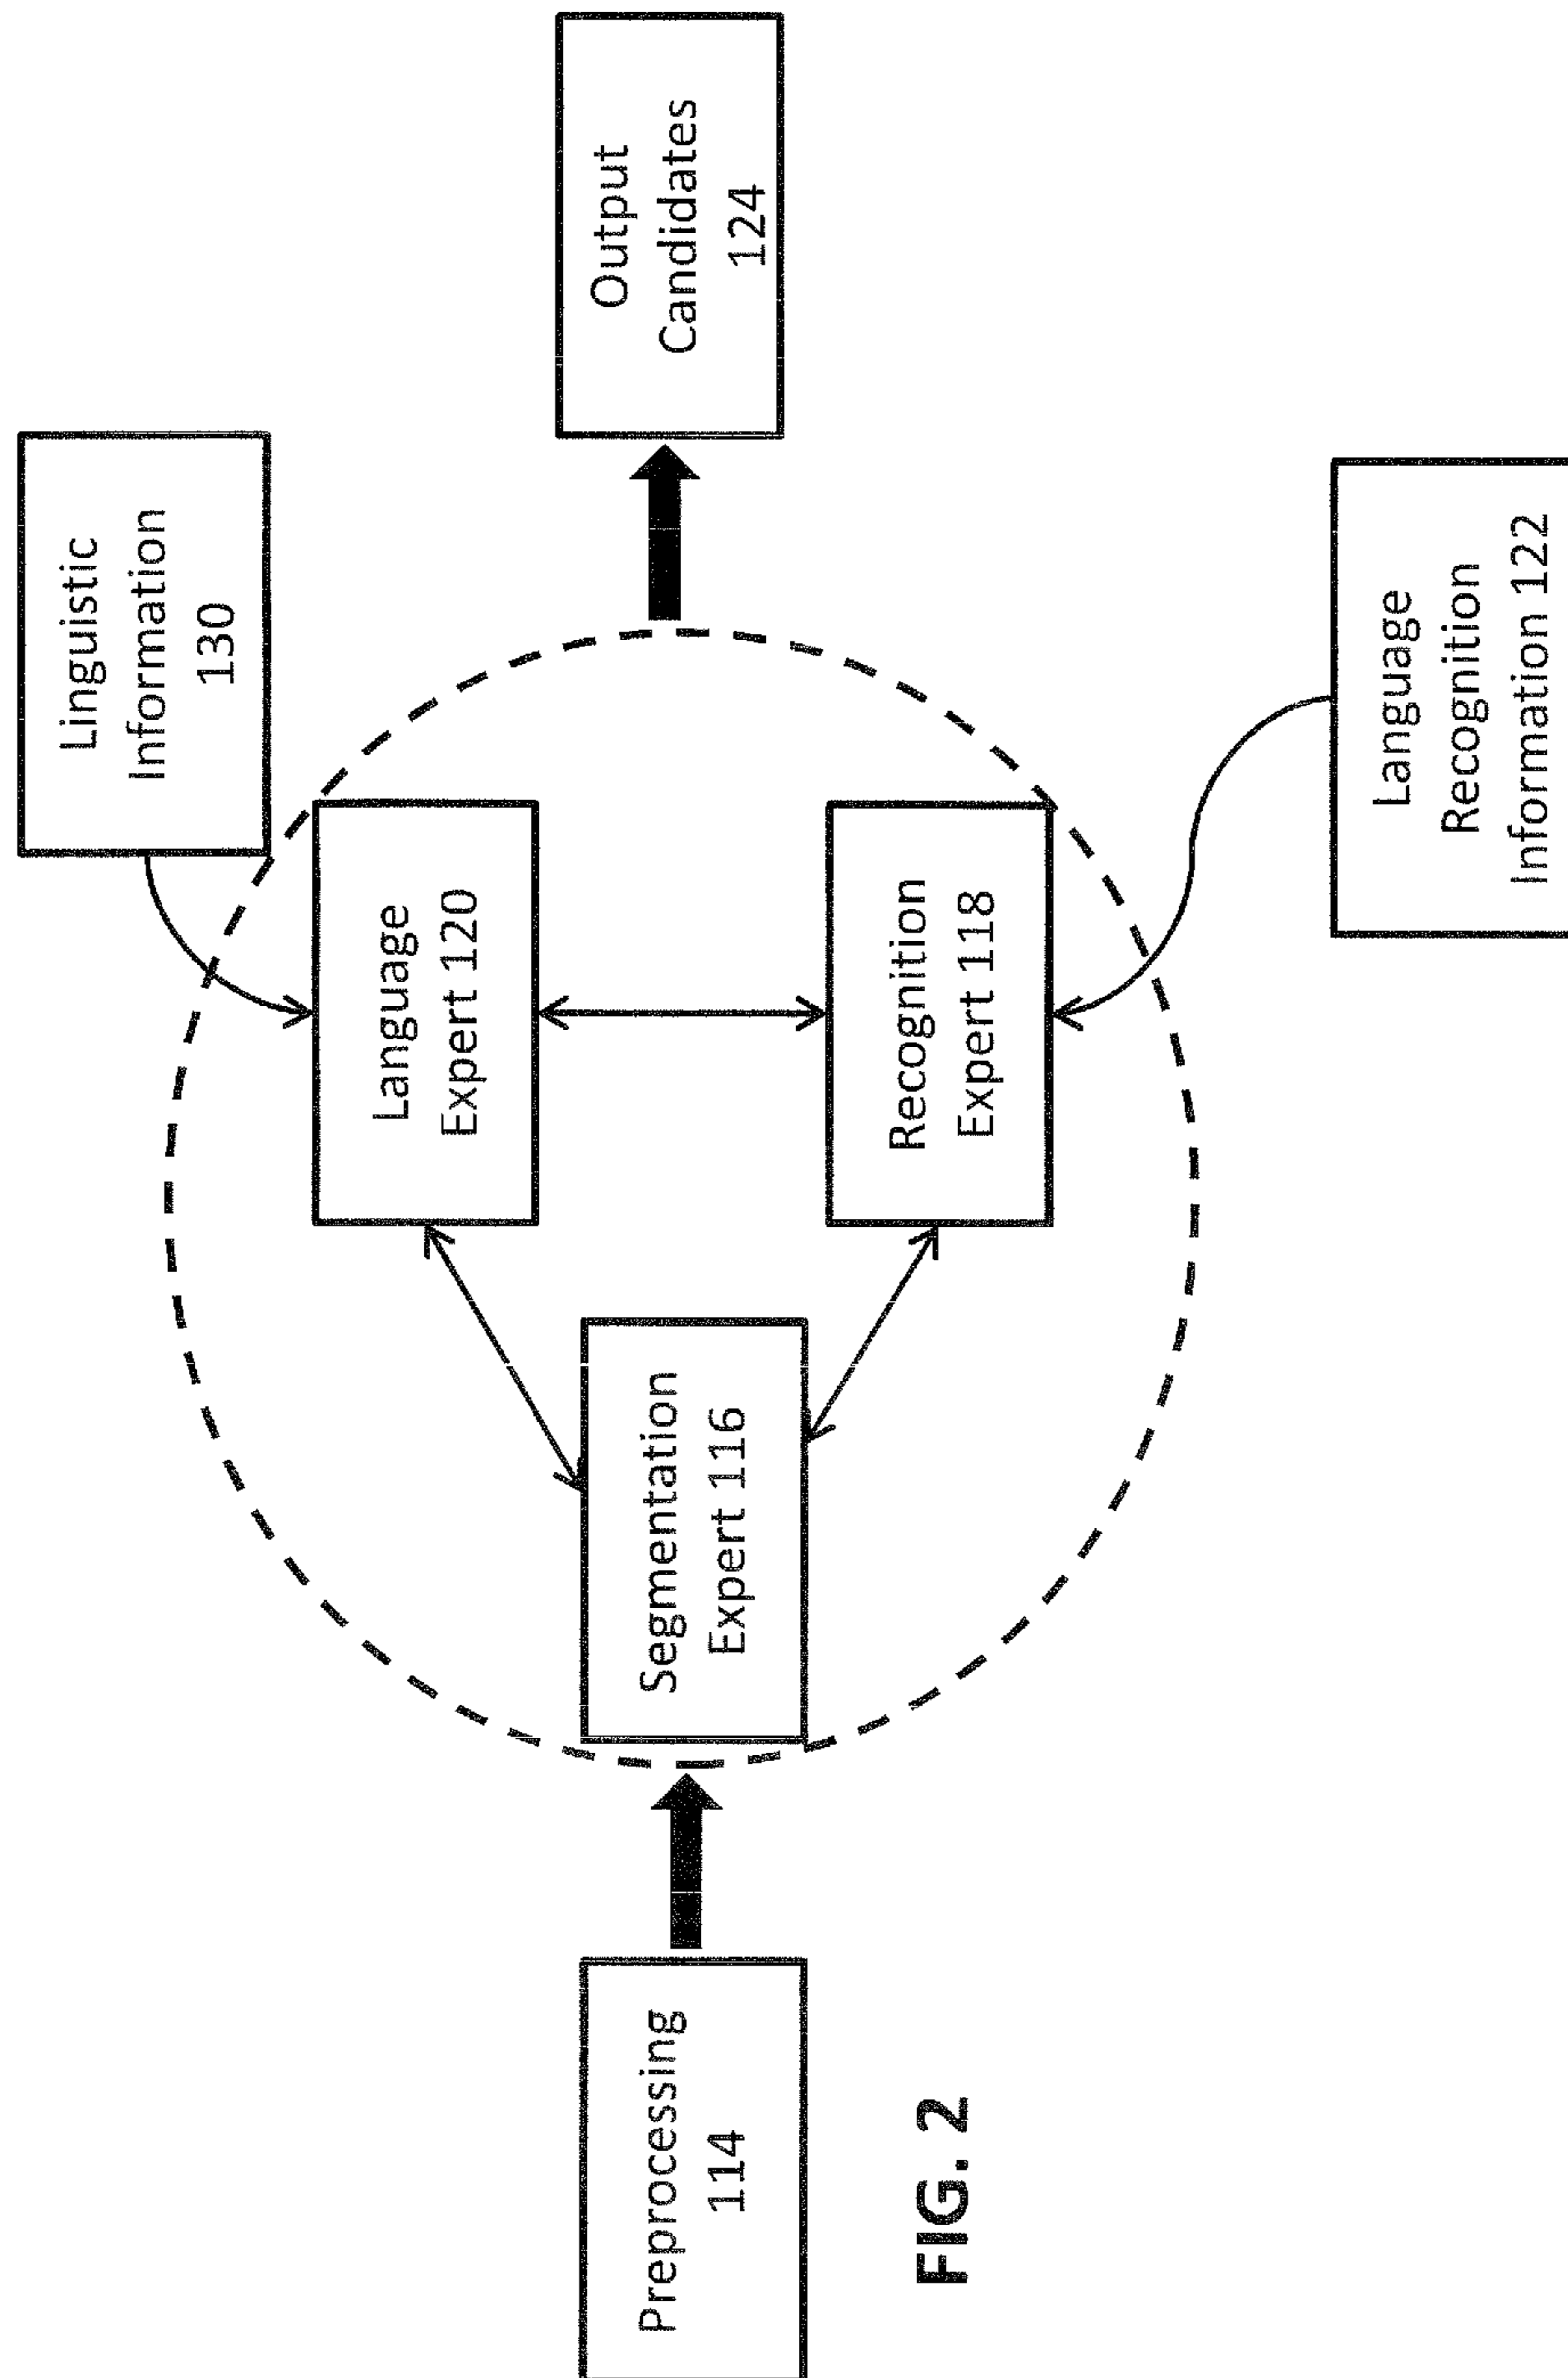 Preprocessing
114
Segmentation
Expert 116
Language
Expert 120
Recognition
Expert 118
Linguistic
Information
130
Language
Recognition
Information 122
Output
Candidates
124
FIG. 2